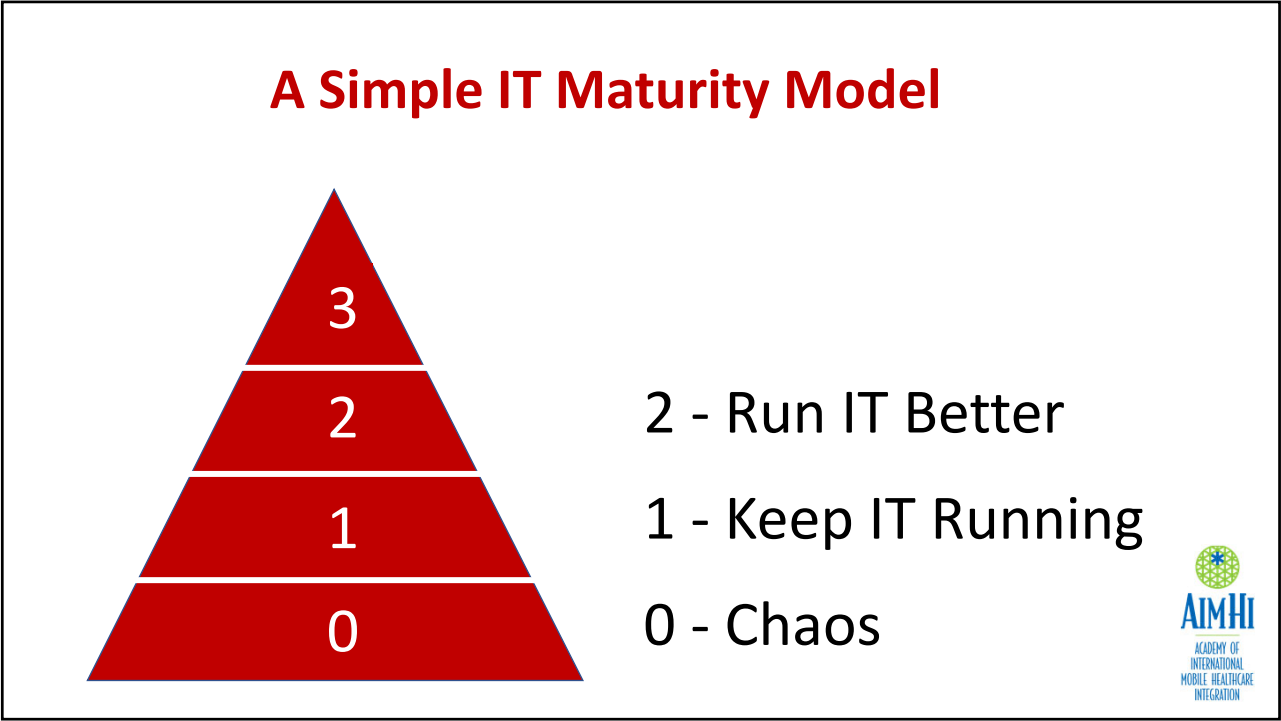 A Simple IT Maturity Model
3
2
1
0
2 - Run IT Better
1 - Keep IT Running
0 - Chaos
AIMHI
ACADEMY OF
INTERNATIONAL
MOBILE HEALTHCARE
INTEGRATION